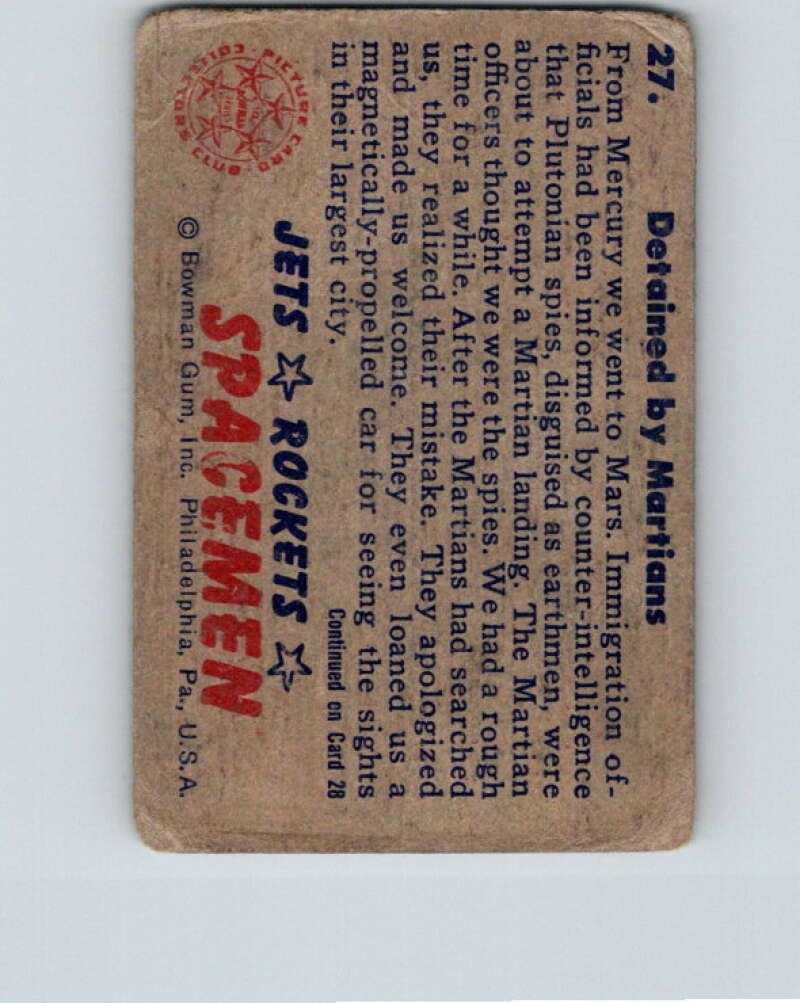 27. Detained by Martians
From Mercury we went to Mars. Immigration of-
ficials had been informed by counter-intelligence
that Plutonian spies, disguised as earthmen, were
about to attempt a Martian landing. The Martian
officers thought we were the spies. We had a rough
time for a while. After the Martians had searched
us, they realized their mistake. They apologized
and made us welcome. They even loaned us a
magnetically-propelled car for seeing the sights
in their largest city.
Continued on Card 28
JETS ROCKETS
SPACEMEN
© Bowman Gum, Inc. Philadelphia, Pa., U.S.A.
PICTURE CARD
COLLECTORS CLUB